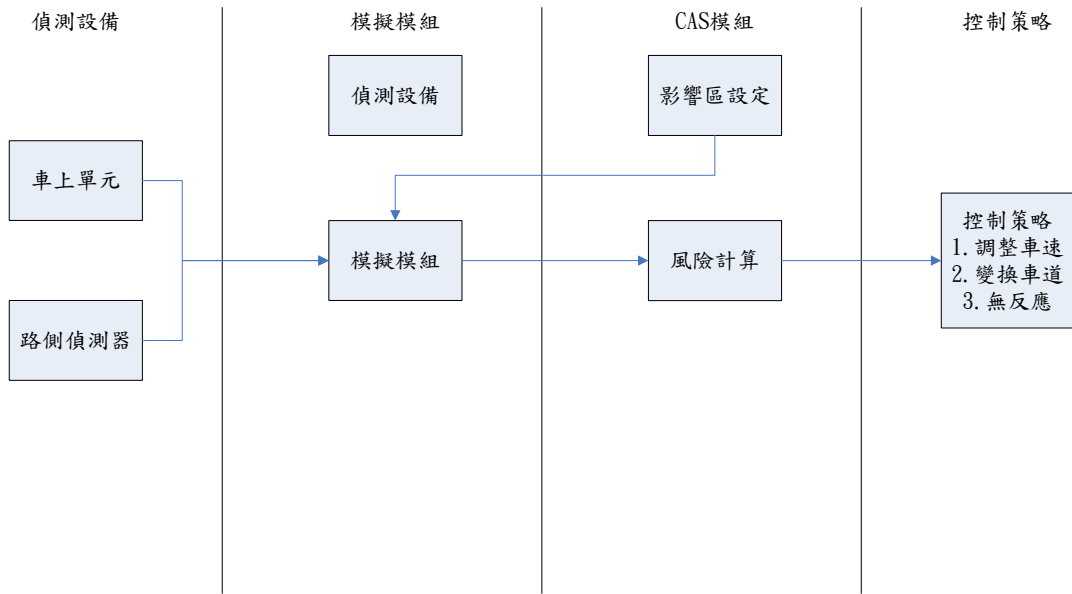 偵測設備
模擬模組
CAS模組
控制策略
偵測設備
影響區設定
車上單元
模擬模組
風險計算
控制策略
1.調整車速
2.變換車道
3.無反應
路側偵測器